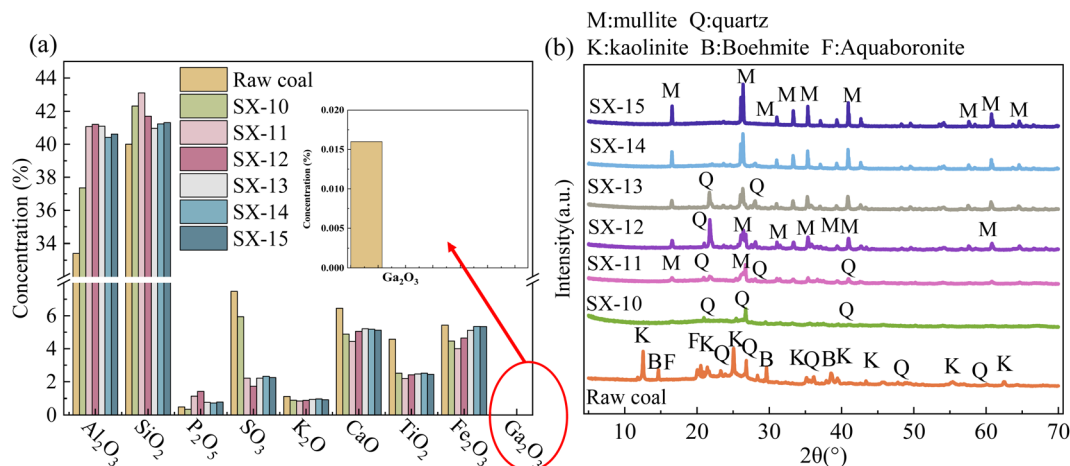 (a)
44
42
40
38
36
34
6
4
2
0
Concentration (%)
Raw coal
SX-10
SX-11
SX-12
SX-13
SX-14
SX-15
0.020
0.015
0.010
0.005
0.000
Concentration (%)
Ga₂O₃
Al₂O₃
SiO₂
P₂O₅
SO₃
K₂O
CaO
TiO₂
Fe₂O₃
Ga₂O₃
M:mullite Q:quartz
(b) K:kaolinite B:Boehmite F:Aquaboronite
Intensity(a.u.)
M M M M M M M M M
SX-15
SX-14
Q Q
SX-13
Q M M M M M M
SX-12
M Q M Q Q
SX-11
Q Q Q
SX-10
K B F F K Q K Q B K Q B K K Q K Q K
Raw coal
10 20 30 40 50 60 70
2θ(°)